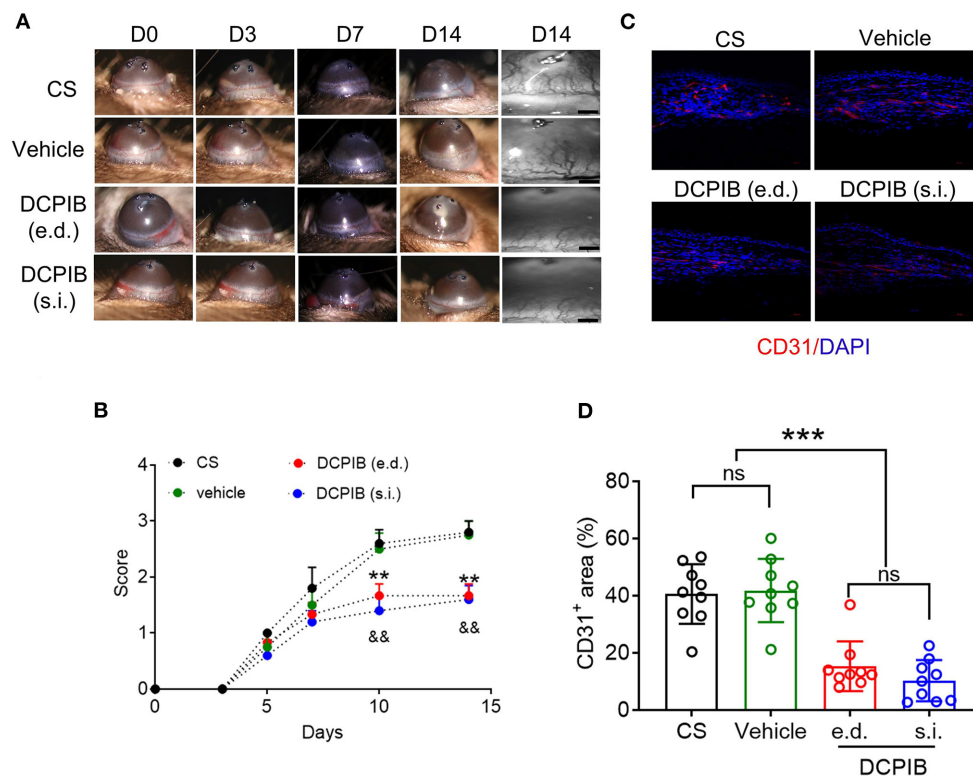 A
D0 D3 D7 D14 D14
CS
Vehicle
DCPIB
(e.d.)
DCPIB
(s.i.)
C
CS Vehicle
DCPIB (e.d.) DCPIB (s.i.)
CD31/DAPI
B
CS DCPIB (e.d.)
vehicle DCPIB (s.i.)
Score
4
3
2
1
0
** **
&& &&
0 5 10 15
Days
D
***
ns
ns
CD31+ area (%)
80
60
40
20
0
CS Vehicle e.d. s.i.
DCPIB